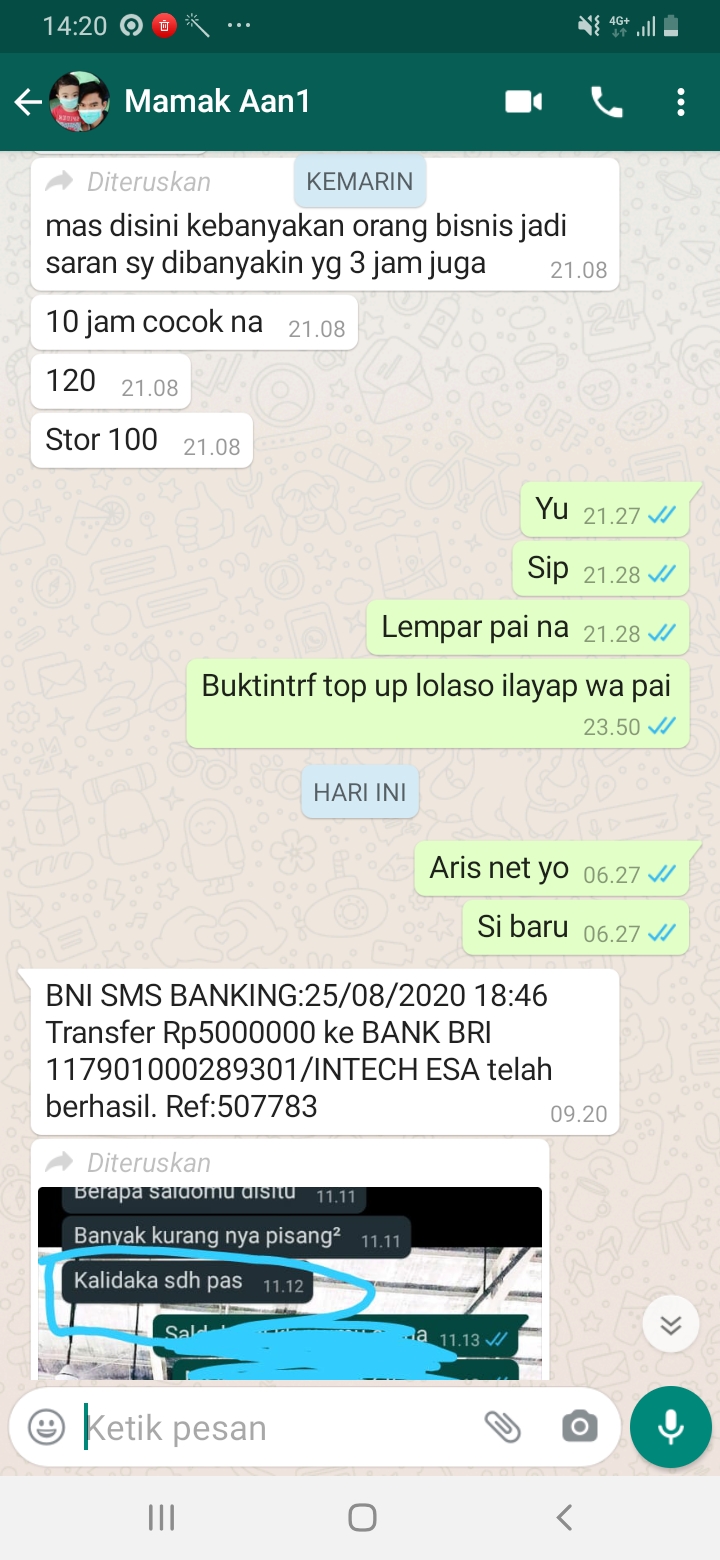 14:20
4G+
Mamak Aan1
Diteruskan
KEMARIN
mas disini kebanyakan orang bisnis jadi
saran sy dibanyakin yg 3 jam juga
21.08
10 jam cocok na 21.08
120 21.08
Stor 100 21.08
Yu 21.27
Sip 21.28
Lempar pai na 21.28
Buktintrf top up lolaso ilayap wa pai
23.50
HARI INI
Aris net yo 06.27
Si baru 06.27
BNI SMS BANKING:25/08/2020 18:46
Transfer Rp5000000 ke BANK BRI
117901000289301/INTECH ESA telah
berhasil. Ref:507783
09.20
Diteruskan
Berapa saldomu disitu 11.11
Banyak kurang nya pisang² 11.11
Kalidaka sdh pas 11.12
11.13
Ketik pesan